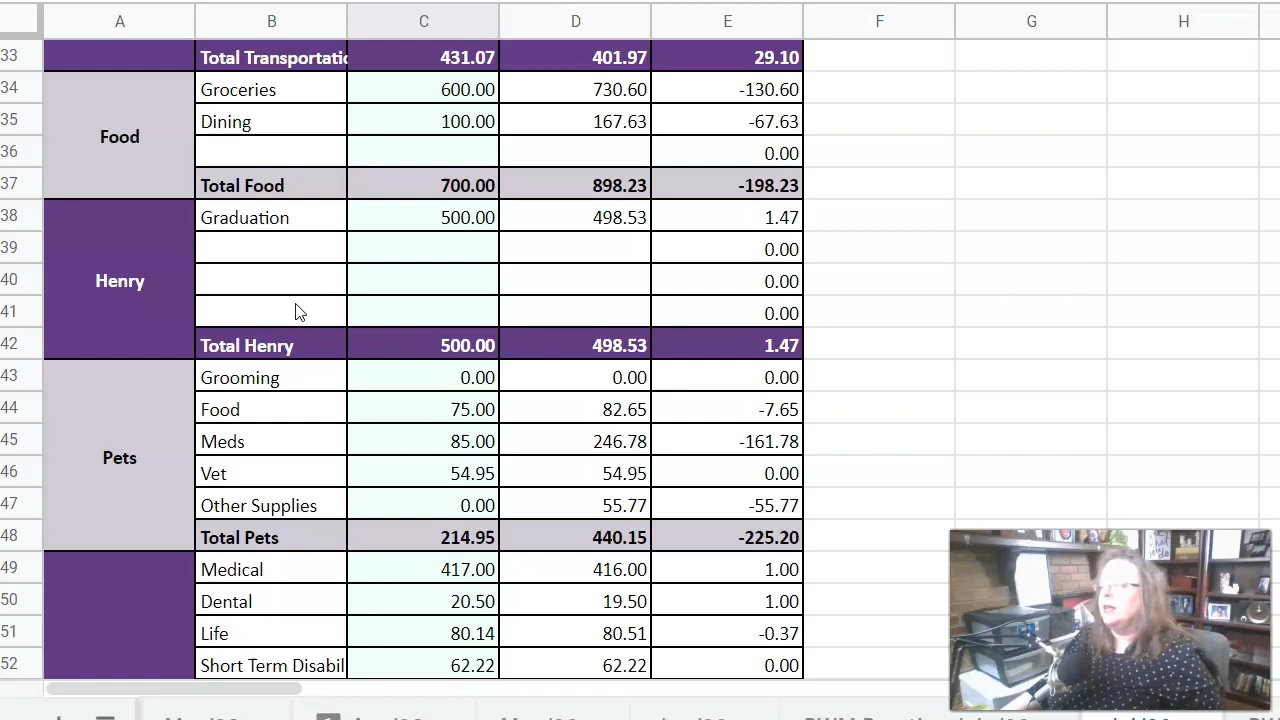 A B C D E F G H
33 Total Transportatio 431.07 401.97 29.10
34 Groceries 600.00 730.60 -130.60
35 Dining 100.00 167.63 -67.63
Food
36 0.00
37 Total Food 700.00 898.23 -198.23
38 Graduation 500.00 498.53 1.47
39 0.00
40 Henry 0.00
41 0.00
42 Total Henry 500.00 498.53 1.47
43 Grooming 0.00 0.00 0.00
44 Food 75.00 82.65 -7.65
45 Meds 85.00 246.78 -161.78
Pets
46 Vet 54.95 54.95 0.00
47 Other Supplies 0.00 55.77 -55.77
48 Total Pets 214.95 440.15 -225.20
49 Medical 417.00 416.00 1.00
50 Dental 20.50 19.50 1.00
51 Life 80.14 80.51 -0.37
52 Short Term Disabil 62.22 62.22 0.00